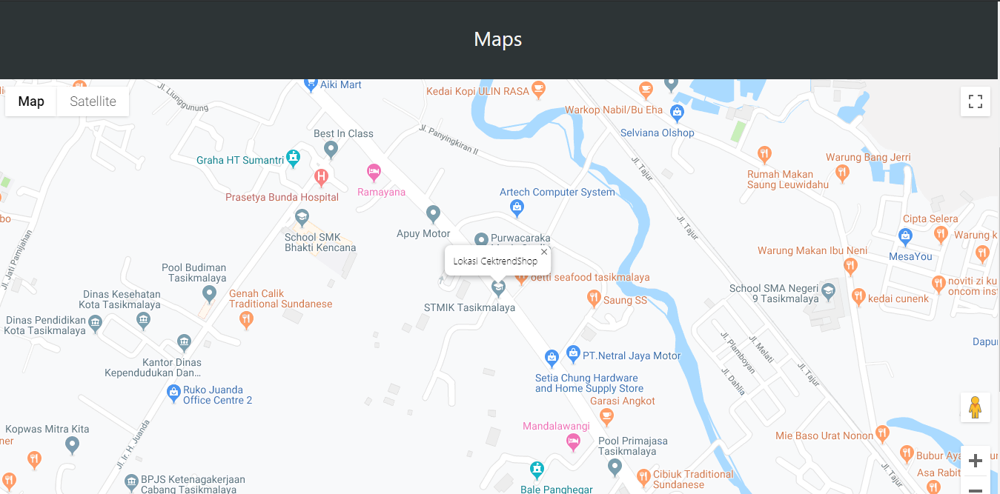 Maps
Map
Satellite
Jl. Liunggunung
Aiki Mart
Kedai Kopi ULIN RASA
Warkop Nabil/Bu Eha
Selviana Olshop
Best In Class
Jl. Panyingkiran II
Graha HT Sumantri
Jl. Tajur
Warung Bang Jerri
Rumah Makan
Saung Leuwidahu
Ramayana
Prasetya Bunda Hospital
Artech Computer System
bo
Jl. Tajur
Cipta Selera
Apuy Motor
School SMK
Bhakti Kencana
Purwacaraka
Warung k
Jl. Jati Pamijahan
Warung Makan Ibu Neni
MesaYou
Lokasi CektrendShop
Pool Budiman
Tasikmalaya
oetti seafood tasikmalaya
noviti zi ku
oncom ins
School SMA Negeri
9 Tasikmalaya
Dinas Kesehatan
Kota Tasikmalaya
Genah Calik
Traditional Sundanese
Saung SS
kedai cunenk
STMIK Tasikmalaya
Dinas Pendidikan
Kota Tasikmalaya
Dapur
Jl. Melati
Jl. Plamboyan
PT.Netral Jaya Motor
Kantor Dinas
Kependudukan Dan...
Setia Chung Hardware
and Home Supply Store
Jl. Dahlia
Jl. Tajur
Ruko Juanda
Office Centre 2
Garasi Angkot
Kopwas Mitra Kita
Mandalawangi
ner
Jl. Ir. H. Juanda
Pool Primajasa
Tasikmalaya
Mie Baso Urat Nonon
Bubur Aya
Asa Rabit
Jl. Tajur
BPJS Ketenagakerjaan
Cabang Tasikmalaya
Cibiuk Traditional
Sundanese
Bale Panghegar